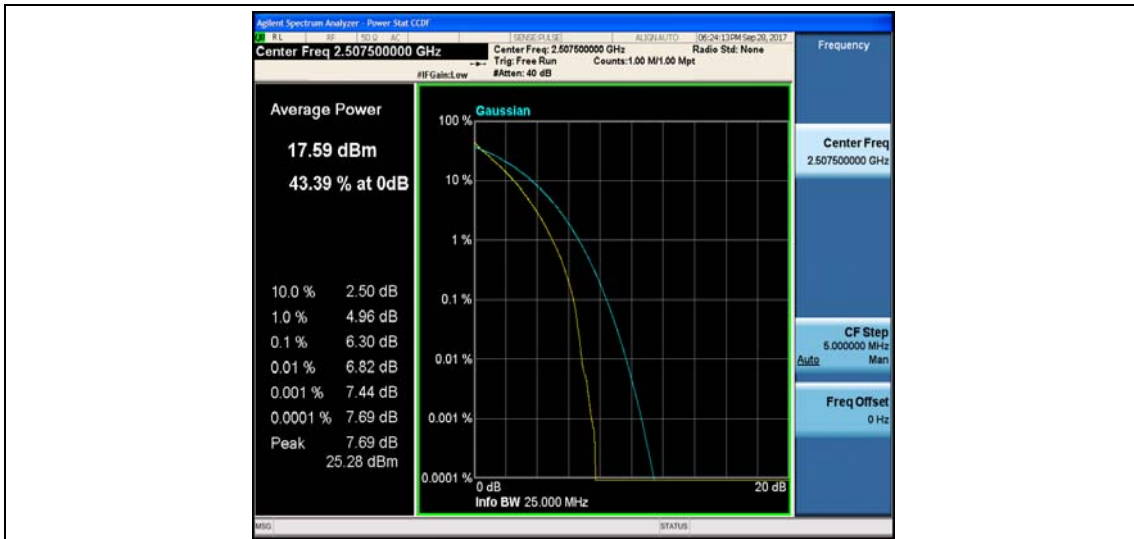 Agilent Spectrum Analyzer - Power Stat CCDF
RL RF 50 Ω AC SENSE:PULSE ALIGN AUTO 06:24:13 PM Sep 20, 2017
Center Freq 2.507500000 GHz
Center Freq: 2.507500000 GHz Radio Std: None
Trig: Free Run Counts:1.00 M/1.00 Mpt
#IFGain:Low #Atten: 40 dB
Frequency
Average Power
17.59 dBm
43.39 % at 0dB
10.0 % 2.50 dB
1.0 % 4.96 dB
0.1 % 6.30 dB
0.01 % 6.82 dB
0.001 % 7.44 dB
0.0001 % 7.69 dB
Peak 7.69 dB
25.28 dBm
Gaussian
100 %
10 %
1 %
0.1 %
0.01 %
0.001 %
0.0001 %
0 dB 20 dB
Info BW 25.000 MHz
Center Freq
2.507500000 GHz
CF Step
5.000000 MHz
Auto Man
Freq Offset
0 Hz
MSG STATUS